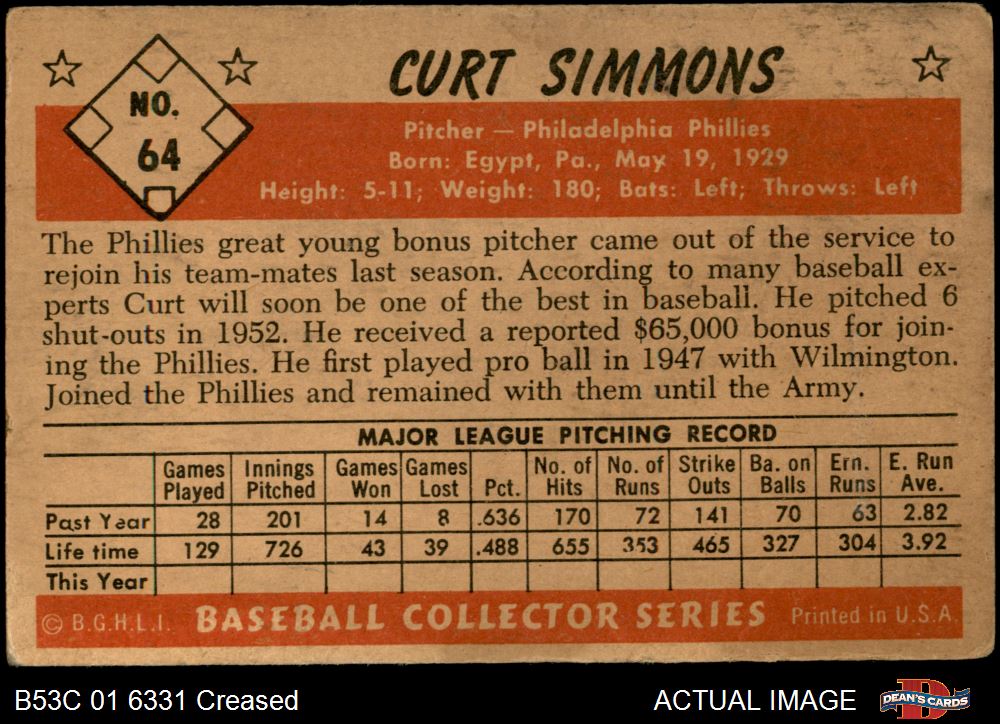 CURT SIMMONS
NO.
64
Pitcher — Philadelphia Phillies
Born: Egypt, Pa., May 19, 1929
Height: 5-11; Weight: 180; Bats: Left; Throws: Left
The Phillies great young bonus pitcher came out of the service to
rejoin his team-mates last season. According to many baseball ex-
perts Curt will soon be one of the best in baseball. He pitched 6
shut-outs in 1952. He received a reported $65,000 bonus for join-
ing the Phillies. He first played pro ball in 1947 with Wilmington.
Joined the Phillies and remained with them until the Army.
MAJOR LEAGUE PITCHING RECORD
Games Played Innings Pitched Games Won Games Lost Pct. No. of Hits No. of Runs Strike Outs Ba. on Balls Ern. Runs E. Run Ave.
Past Year 28 201 14 8 .636 170 72 141 70 63 2.82
Life time 129 726 43 39 .488 655 353 465 327 304 3.92
This Year
© B.G.H.L.I. BASEBALL COLLECTOR SERIES Printed in U.S.A.
B53C 01 6331 Creased ACTUAL IMAGE DEAN'S CARDS